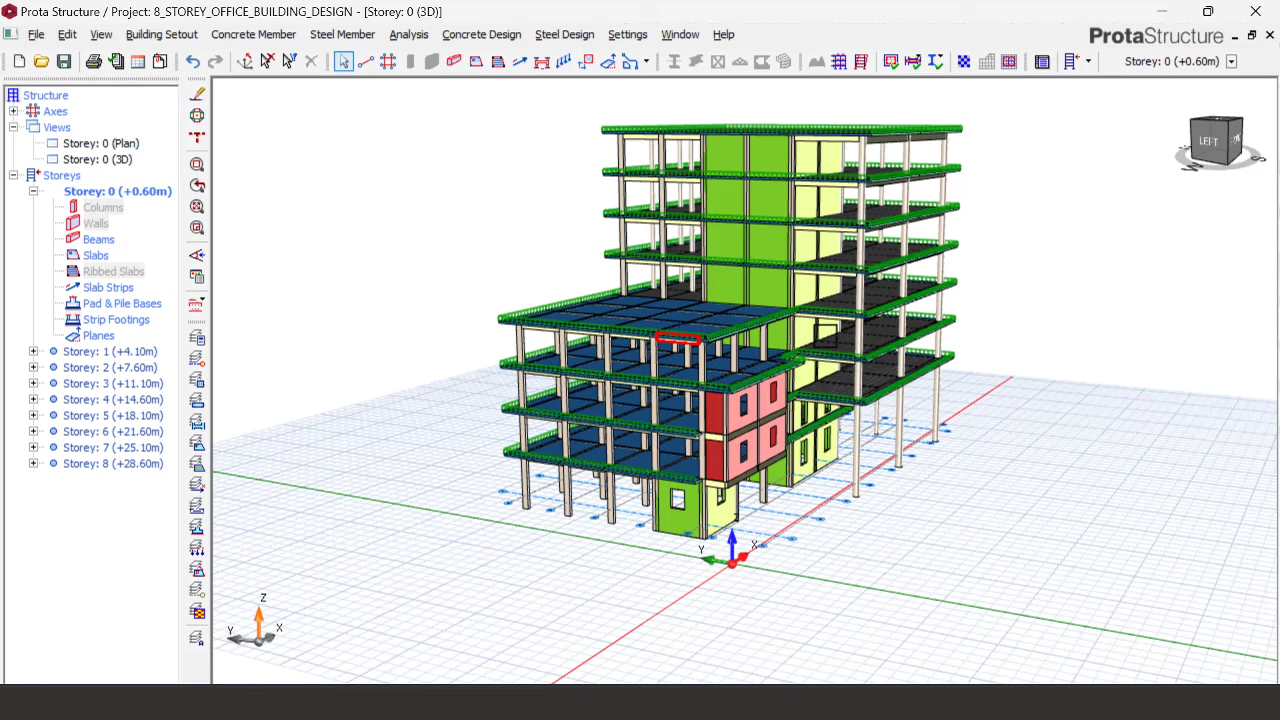 Prota Structure / Project: 8_STOREY_OFFICE_BUILDING_DESIGN - [Storey: 0 (3D)]
File Edit View Building Setout Concrete Member Steel Member Analysis Concrete Design Steel Design Settings Window Help
ProtaStructure
Storey: 0 (+0.60m)
Structure
Axes
Views
Storey: 0 (Plan)
Storey: 0 (3D)
Storeys
Storey: 0 (+0.60m)
Columns
Walls
Beams
Slabs
Ribbed Slabs
Slab Strips
Pad & Pile Bases
Strip Footings
Planes
Storey: 1 (+4.10m)
Storey: 2 (+7.60m)
Storey: 3 (+11.10m)
Storey: 4 (+14.60m)
Storey: 5 (+18.10m)
Storey: 6 (+21.60m)
Storey: 7 (+25.10m)
Storey: 8 (+28.60m)
LEFT
W
S
Y
X
Z
Y
X